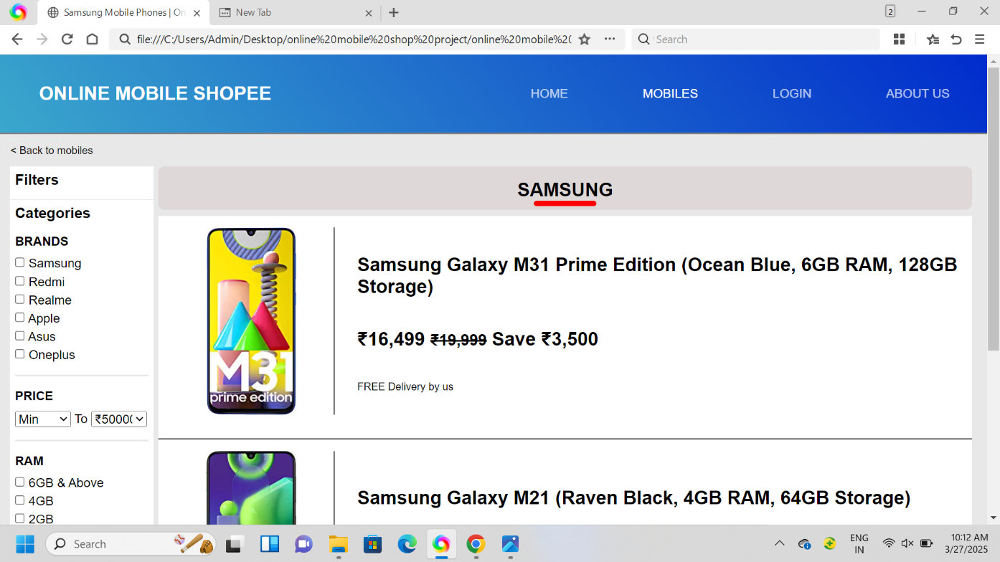 Samsung Mobile Phones | On
New Tab
2
file:///C:/Users/Admin/Desktop/online%20mobile%20shop%20project/online%20mobile%20
Search
ONLINE MOBILE SHOPEE
HOME
MOBILES
LOGIN
ABOUT US
< Back to mobiles
Filters
Categories
BRANDS
Samsung
Redmi
Realme
Apple
Asus
Oneplus
PRICE
Min To ₹50000
RAM
6GB & Above
4GB
2GB
SAMSUNG
M31
prime edition
Samsung Galaxy M31 Prime Edition (Ocean Blue, 6GB RAM, 128GB
Storage)
₹16,499 ₹19,999 Save ₹3,500
FREE Delivery by us
Samsung Galaxy M21 (Raven Black, 4GB RAM, 64GB Storage)
Search
ENG
IN
10:12 AM
3/27/2025